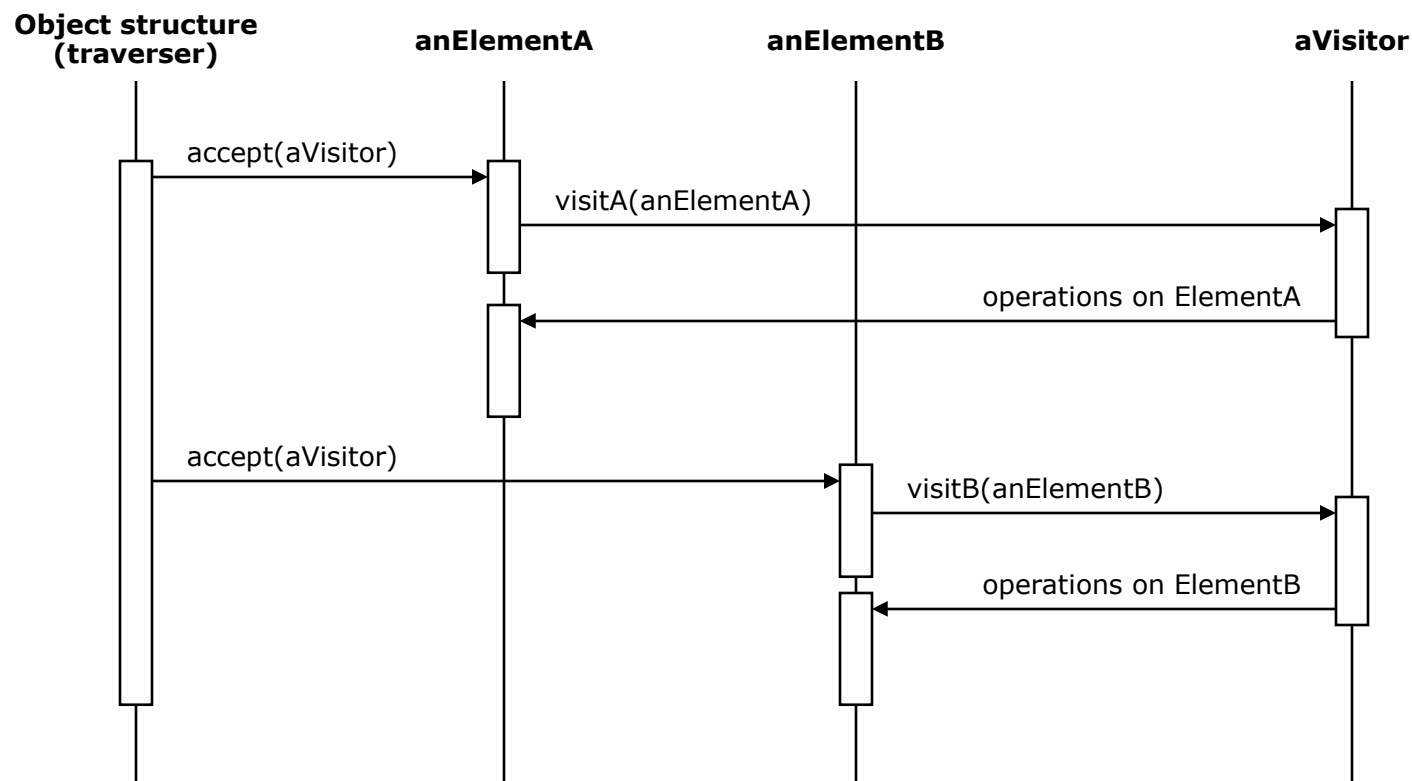 Object structure
(traverser)
anElementA
anElementB
aVisitor
accept(aVisitor)
visitA(anElementA)
operations on ElementA
accept(aVisitor)
visitB(anElementB)
operations on ElementB